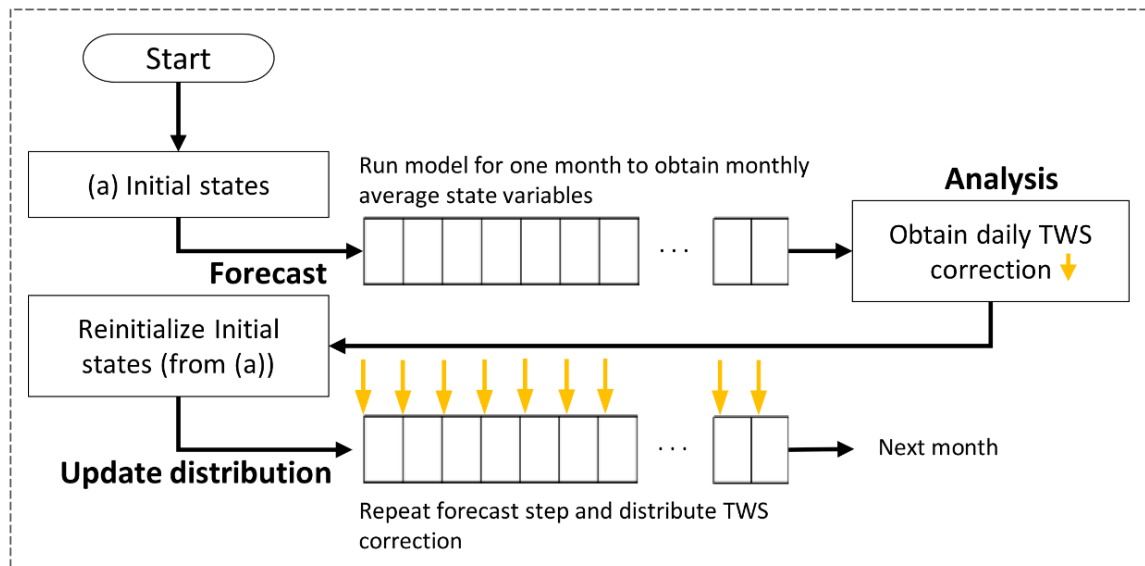 Start
(a) Initial states
Run model for one month to obtain monthly
average state variables
. . .
Forecast
Analysis
Obtain daily TWS
correction
Reinitialize Initial
states (from (a))
Update distribution
. . .
Next month
Repeat forecast step and distribute TWS
correction